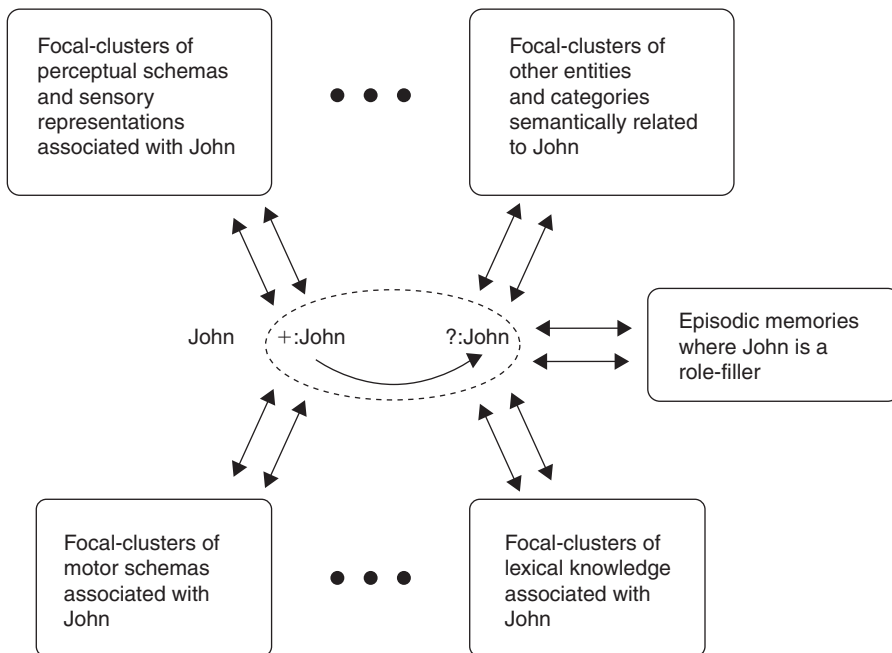 Focal-clusters of
perceptual schemas
and sensory
representations
associated with John
Focal-clusters of
other entities
and categories
semantically related
to John
John
+:John
?:John
Episodic memories
where John is a
role-filler
Focal-clusters of
motor schemas
associated with
John
Focal-clusters of
lexical knowledge
associated with
John